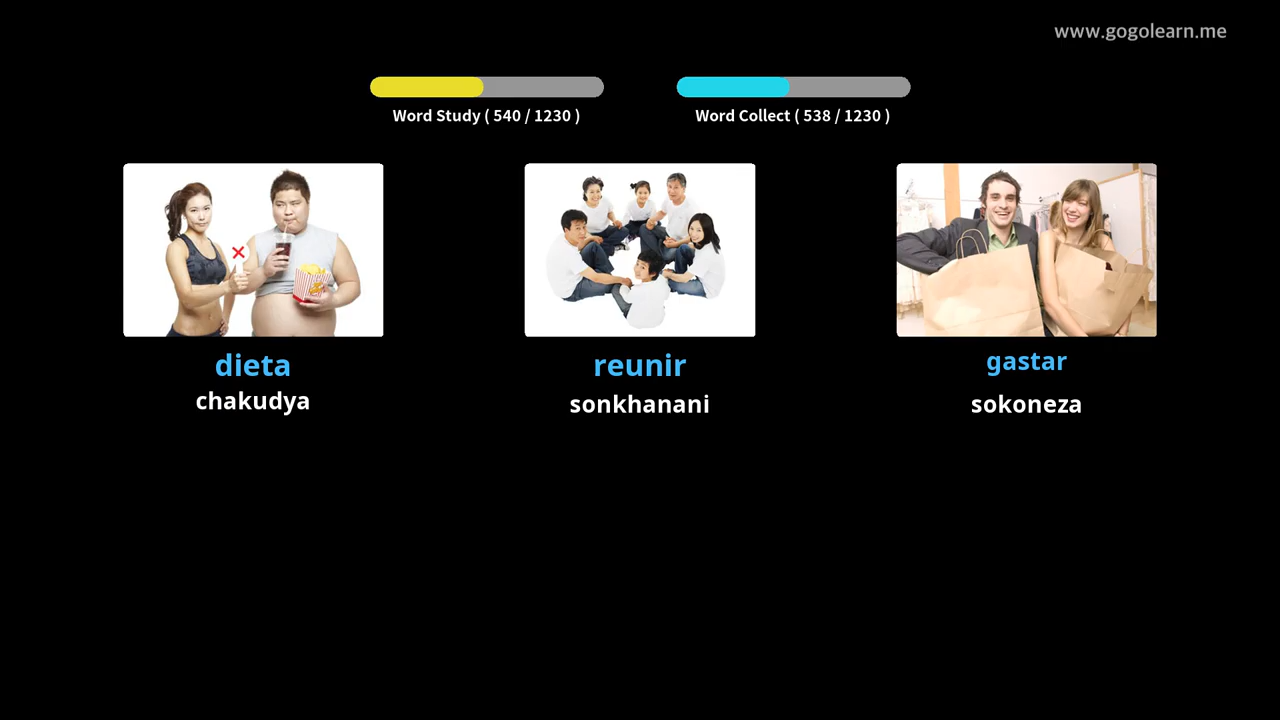 www.gogolearn.me
Word Study ( 540 / 1230 )
Word Collect ( 538 / 1230 )
dieta
chakudya
reunir
sonkhanani
gastar
sokoneza